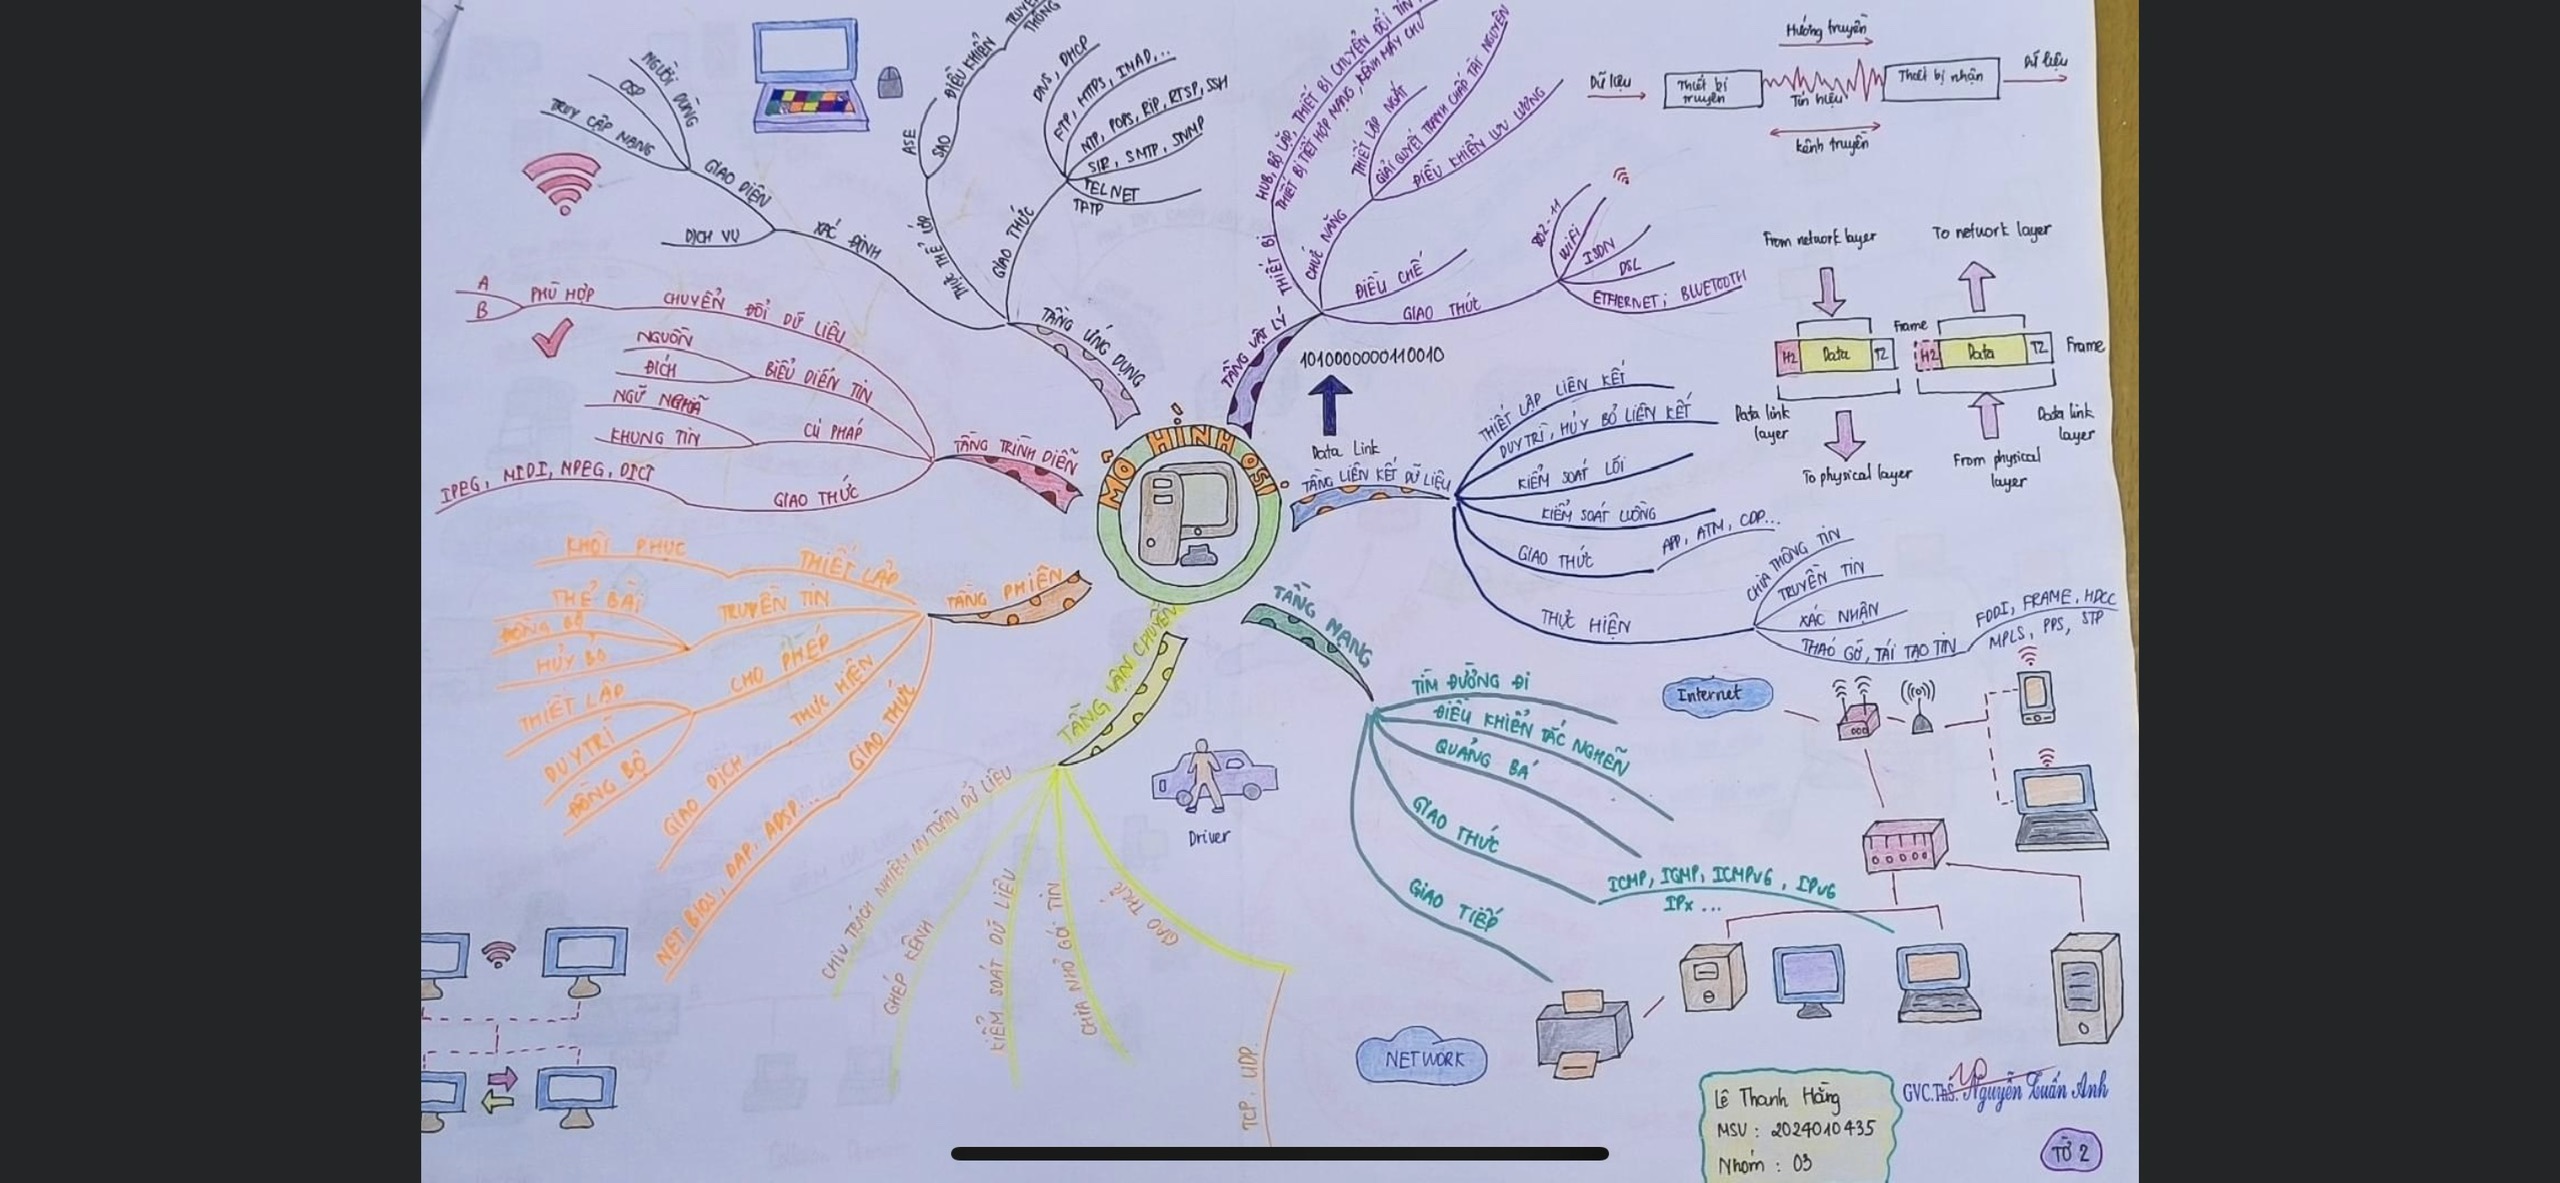 MÔ HÌNH OSI
TẦNG ỨNG DỤNG
XÁC ĐỊNH
GIAO DIỆN
NGƯỜI DÙNG
OSP
TRUY CẬP MẠNG
DỊCH VỤ
THỰC THỂ LỚP
ASE
SAO
ĐIỀU KHIỂN
TRUYỀN
THÔNG
GIAO THỨC
DNS, DHCP
FTP, HTTPS, IMAD,...
NTP, POPS, RIP, RTSP, SSH
SIR, SMTP, SNMP
TELNET
TFTP
TẦNG VẬT LÝ
THIẾT BỊ
HUB, BỘ LẶP, THIẾT BỊ CHUYỂN ĐỔI TÍN
THIẾT BỊ TIẾT HỢP MẠNG, KÊNH MÁY CHỦ
CHỨC NĂNG
THIẾT LẬP NGẮT
GIẢI QUYẾT TRANH CHẤP TÀI NGUYÊN
ĐIỀU KHIỂN LƯU LƯỢNG
ĐIỀU CHẾ
GIAO THỨC
802-11
WIFI
ISDN
DSL
ETHERNET; BLUETOOTH
Hướng truyền
Dữ liệu
Thiết bị
truyền
Tín hiệu
Thiết bị nhận
Dữ liệu
kênh truyền
From network layer
To network layer
Frame
H2
Data
T2
H2
Data
T2
Frame
Data link
layer
Data link
layer
To physical layer
From physical
layer
1010000000110010
Data Link
TẦNG LIÊN KẾT DỮ LIỆU
THIẾT LẬP LIÊN KẾT
DUY TRÌ, HỦY BỎ LIÊN KẾT
KIỂM SOÁT LỖI
KIỂM SOÁT LUỒNG
GIAO THỨC
APP, ATM, CDP...
THỰC HIỆN
CHIA THÔNG TIN
TRUYỀN TIN
XÁC NHẬN
THÁO GỠ, TÁI TẠO TIN
FDDI, FRAME, HDCC
MPLS, PPS, STP
TẦNG TRÌNH DIỄN
CHUYỂN ĐỔI DỮ LIỆU
PHÙ HỢP
A
B
BIỂU DIỄN TIN
NGUỒN
ĐÍCH
CÚ PHÁP
NGỮ NGHĨA
KHUNG TIN
GIAO THỨC
IPEG, MIDI, MPEG, DICT
TẦNG PHIÊN
THIẾT LẬP
KHÔI PHỤC
TRUYỀN TIN
THẺ BÀI
ĐỒNG BỘ
HỦY BỎ
CHO PHÉP
THIẾT LẬP
DUY TRÌ
ĐỒNG BỘ
THỰC HIỆN
GIAO DỊCH
GIAO THỨC
NET BIOS, DAP, ADSP...
TẦNG VẬN CHUYỂN
CHỊU TRÁCH NHIỆM AN TOÀN DỮ LIỆU
GHÉP KÊNH
KIỂM SOÁT DỮ LIỆU
CHIA NHỎ GÓI TIN
GIAO THỨC
TCP, UDP.
Driver
TẦNG MẠNG
TÌM ĐƯỜNG ĐI
ĐIỀU KHIỂN TẮC NGHẼN
QUẢNG BÁ
GIAO THỨC
ICMP, IGMP, ICMPV6, IPV6
IPx ...
GIAO TIẾP
Internet
NETWORK
Lê Thanh Hằng
MSV : 2024010435
Nhóm : 03
GVC.ThS. Nguyễn Tuấn Anh
TỜ 2